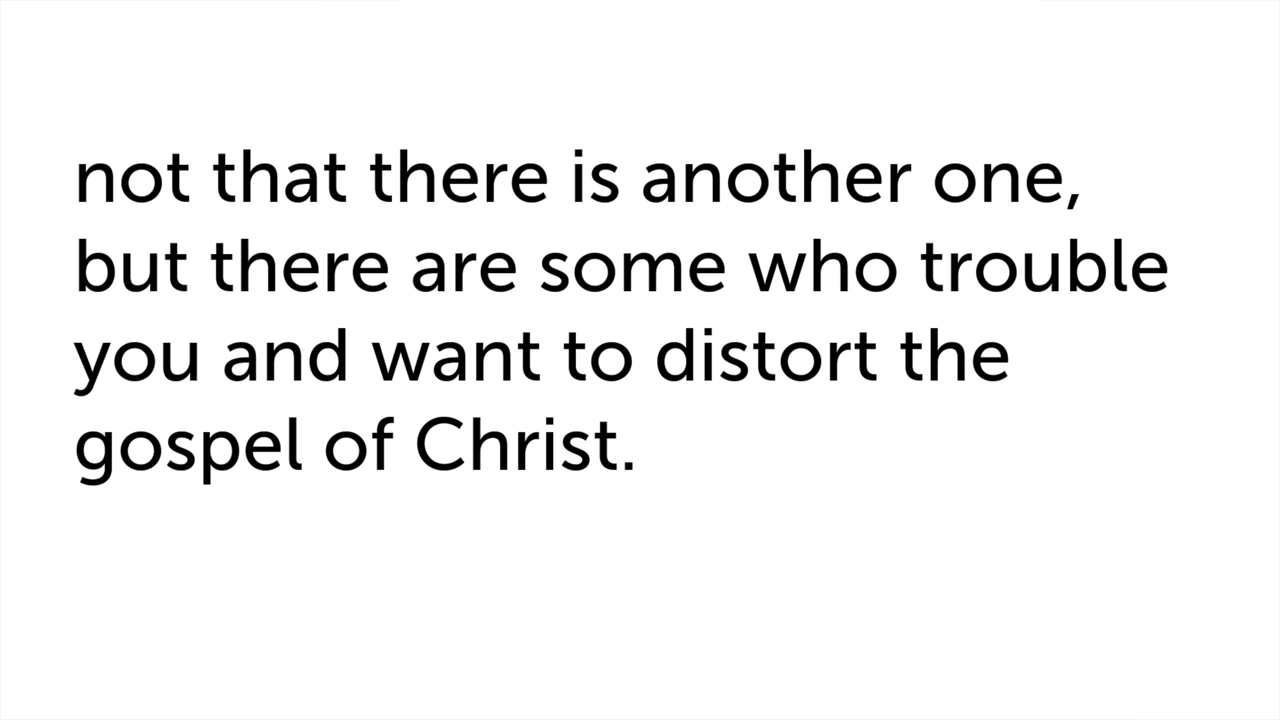 not that there is another one,
but there are some who trouble
you and want to distort the
gospel of Christ.